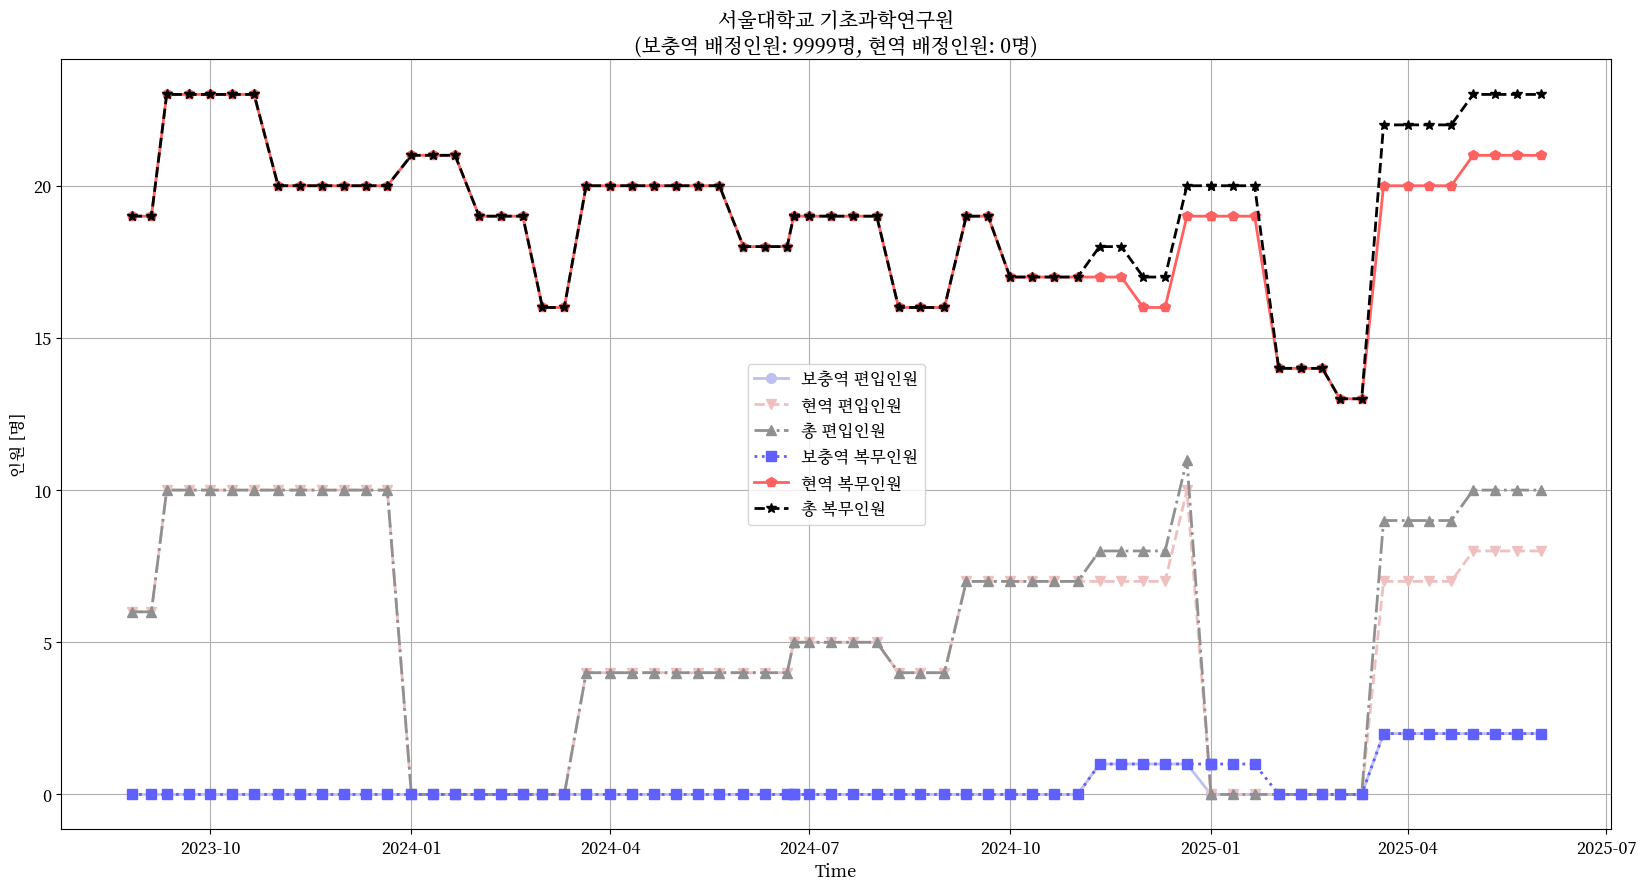 서울대학교 기초과학연구원
(보충역 배정인원: 9999명, 현역 배정인원: 0명)
인원 [명]
20
15
10
5
0
보충역 편입인원
현역 편입인원
총 편입인원
보충역 복무인원
현역 복무인원
총 복무인원
2023-10
2024-01
2024-04
2024-07
2024-10
2025-01
2025-04
2025-07
Time